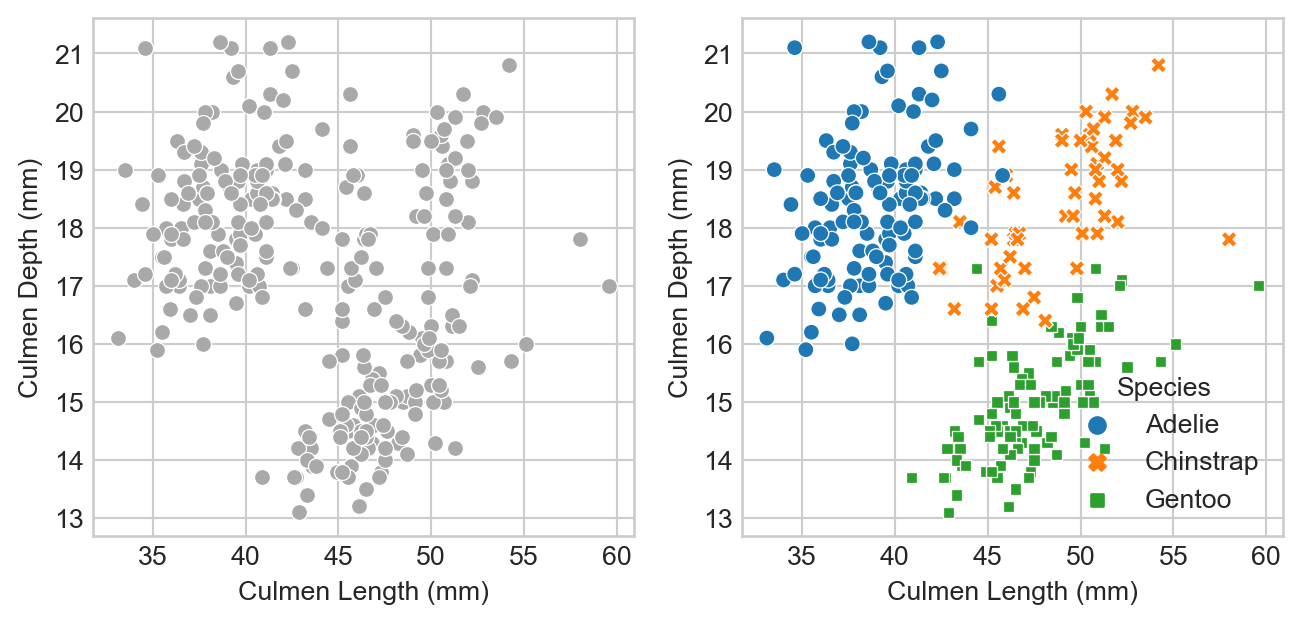 21
20
19
18
17
16
15
14
13
Culmen Depth (mm)
35 40 45 50 55 60
Culmen Length (mm)
21
20
19
18
17
16
15
14
13
Culmen Depth (mm)
Species
Adelie
Chinstrap
Gentoo
35 40 45 50 55 60
Culmen Length (mm)